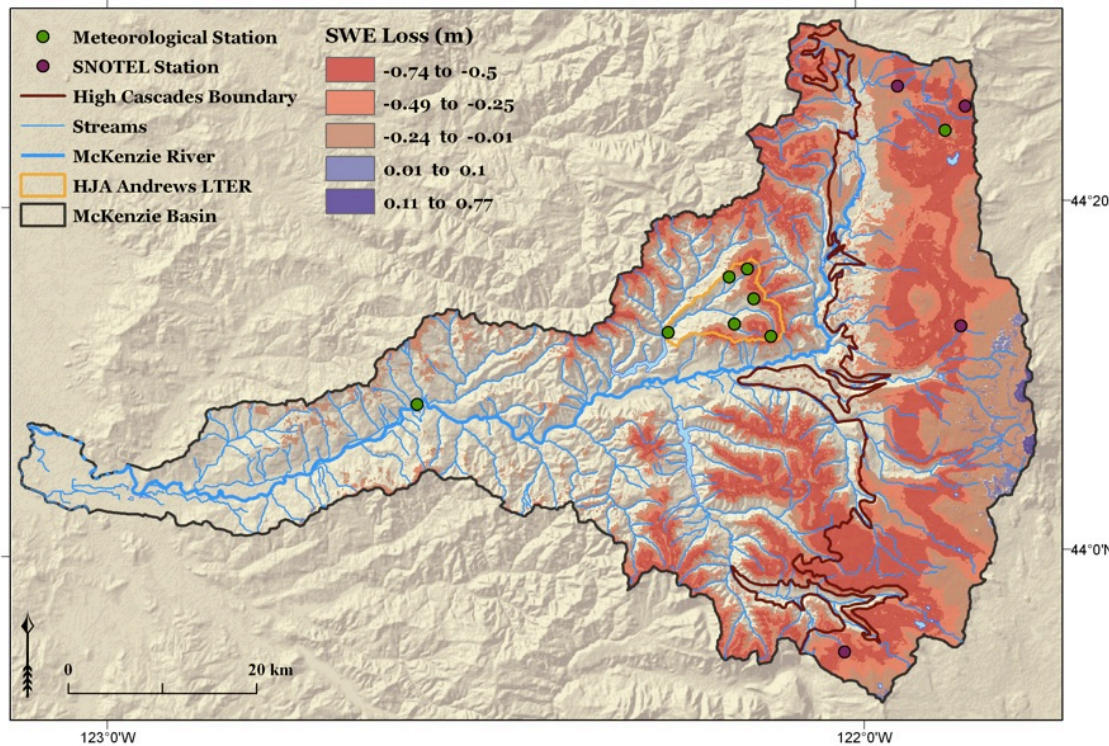 Meteorological Station
SNOTEL Station
High Cascades Boundary
Streams
McKenzie River
HJA Andrews LTER
McKenzie Basin
SWE Loss (m)
-0.74 to -0.5
-0.49 to -0.25
-0.24 to -0.01
0.01 to 0.1
0.11 to 0.77
44°20
44°0'N
0 20 km
123°0'W 122°0'W